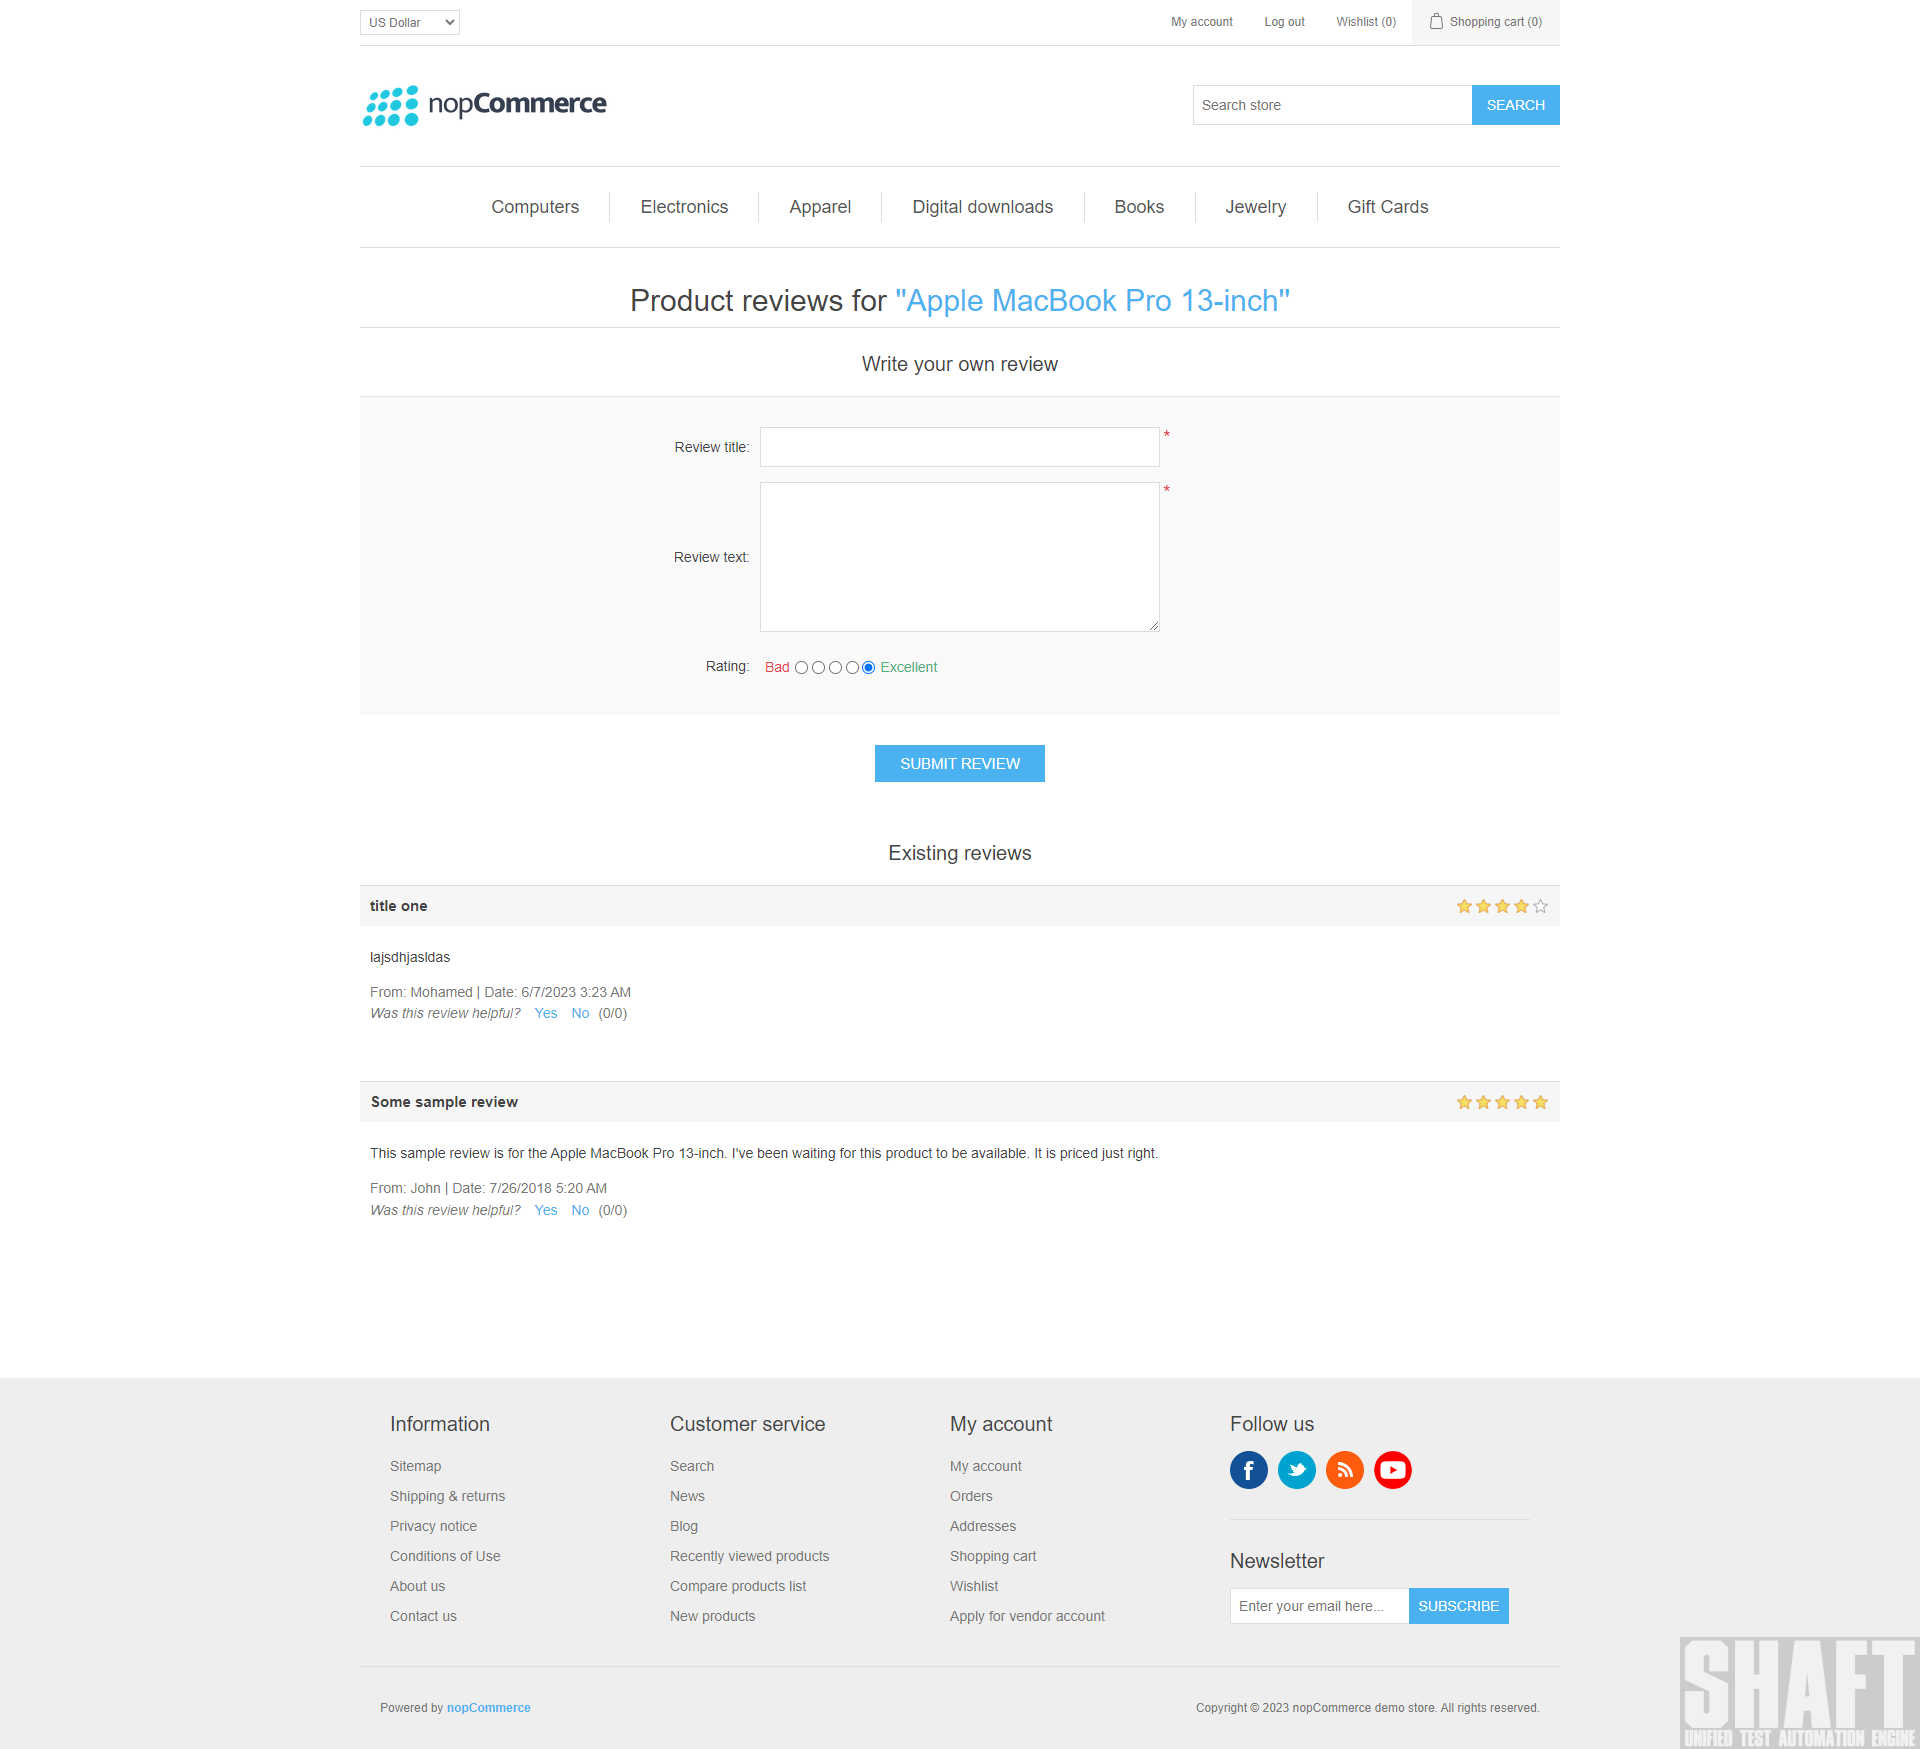 US Dollar
My account
Log out
Wishlist (0)
Shopping cart (0)
nopCommerce
Search store
SEARCH
Computers
Electronics
Apparel
Digital downloads
Books
Jewelry
Gift Cards
Product reviews for "Apple MacBook Pro 13-inch"
Write your own review
Review title:
*
Review text:
*
Rating:
Bad
Excellent
SUBMIT REVIEW
Existing reviews
title one
lajsdhjasldas
From: Mohamed | Date: 6/7/2023 3:23 AM
Was this review helpful? Yes No (0/0)
Some sample review
This sample review is for the Apple MacBook Pro 13-inch. I've been waiting for this product to be available. It is priced just right.
From: John | Date: 7/26/2018 5:20 AM
Was this review helpful? Yes No (0/0)
Information
Sitemap
Shipping & returns
Privacy notice
Conditions of Use
About us
Contact us
Customer service
Search
News
Blog
Recently viewed products
Compare products list
New products
My account
My account
Orders
Addresses
Shopping cart
Wishlist
Apply for vendor account
Follow us
Newsletter
Enter your email here...
SUBSCRIBE
Powered by nopCommerce
Copyright © 2023 nopCommerce demo store. All rights reserved.
SHAFT
UNIFIED TEST AUTOMATION ENGINE